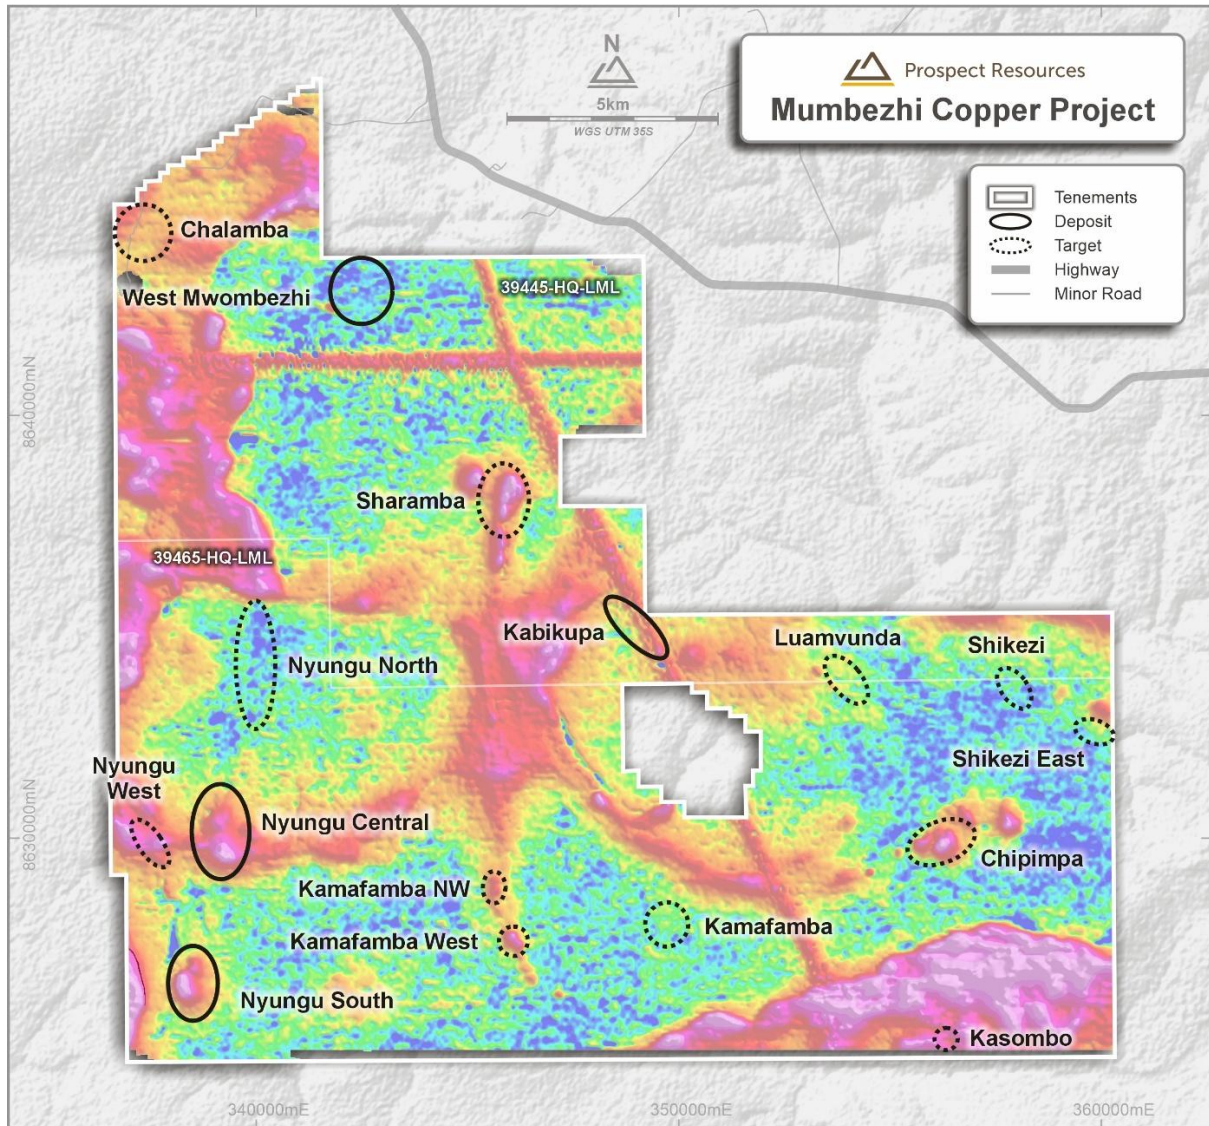 N
5km
WGS UTM 35S
Prospect Resources
Mumbezhi Copper Project
Tenements
Deposit
Target
Highway
Minor Road
Chalamba
West Mwombezhi
39445-HQ-LML
8640000mN
Sharamba
39465-HQ-LML
Kabikupa
Luamvunda
Shikezi
Nyungu North
Shikezi East
Nyungu
West
8630000mN
Nyungu Central
Chipimpa
Kamafamba NW
Kamafamba
Kamafamba West
Nyungu South
Kasombo
340000mE
350000mE
360000mE